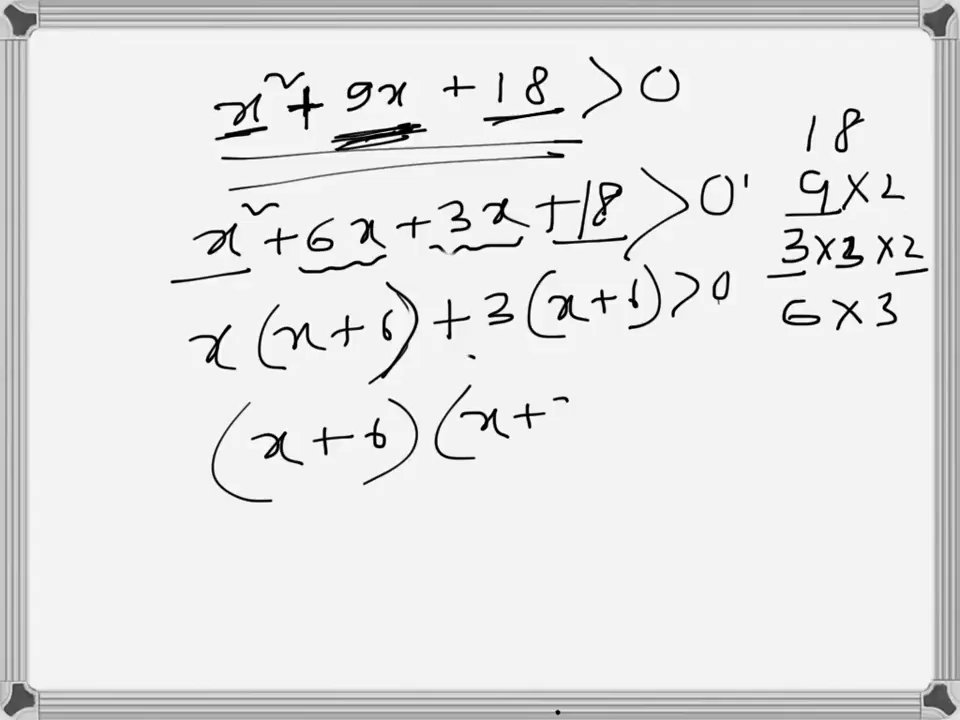 x² + 9x + 18 > 0
x² + 6x + 3x + 18 > 0
x (x + 6) + 3 (x + 6) > 0
(x + 6) (x +
18
9 × 2
3 × 3 × 2
6 × 3